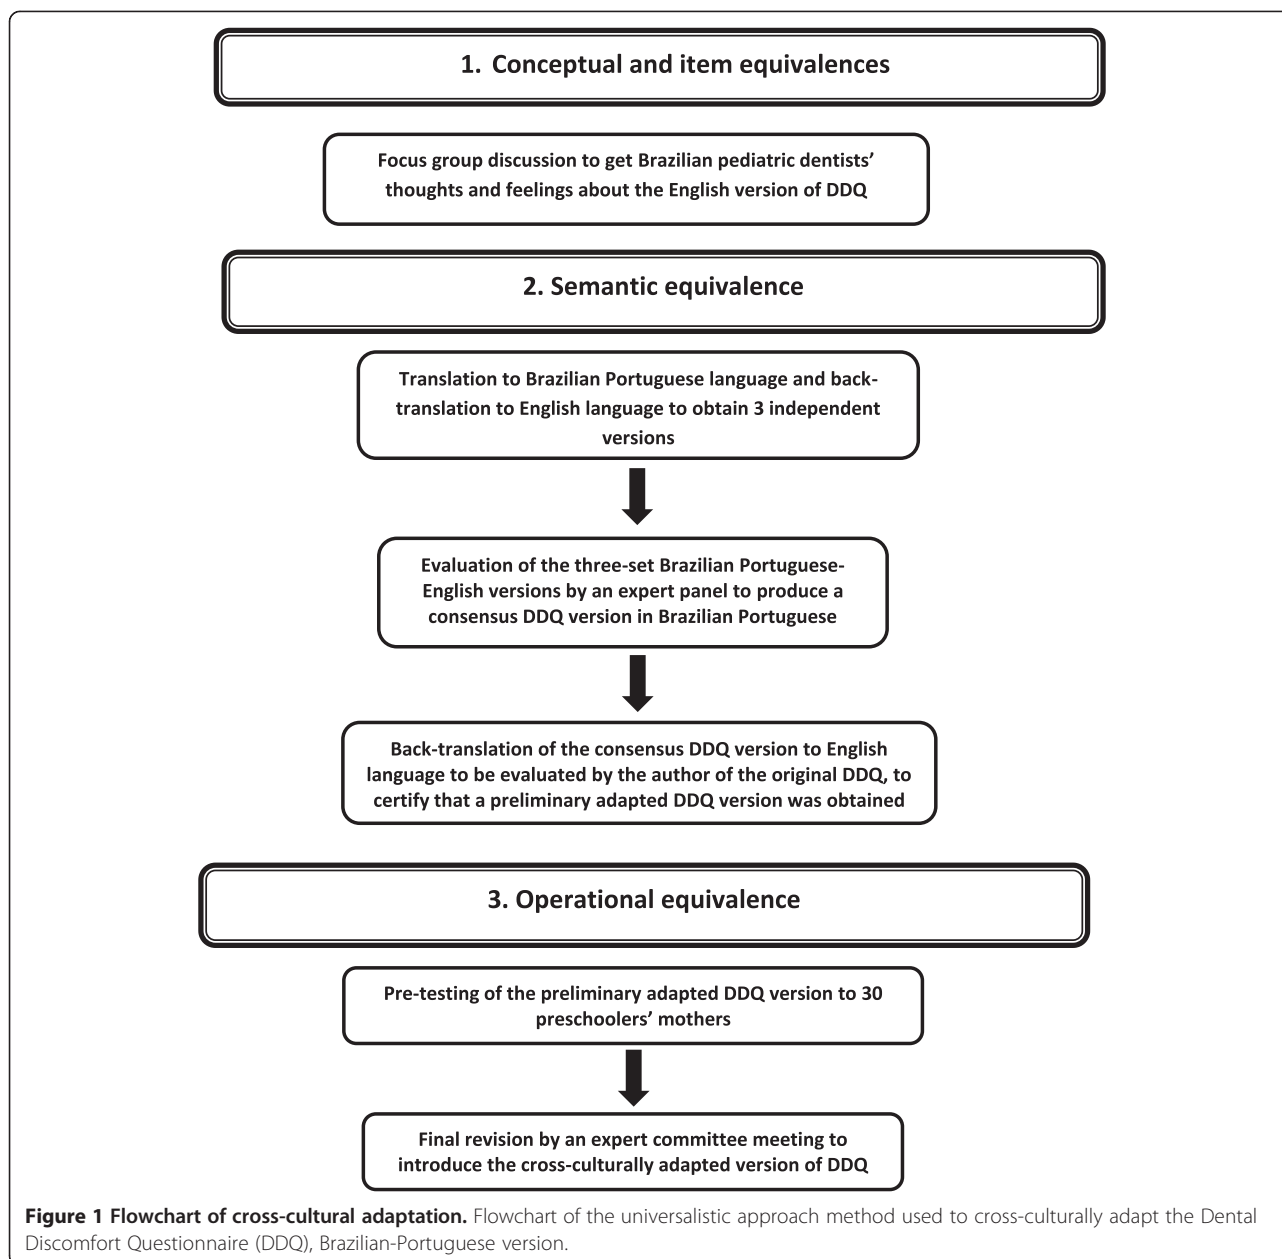 1. Conceptual and item equivalences
Focus group discussion to get Brazilian pediatric dentists’
thoughts and feelings about the English version of DDQ
2. Semantic equivalence
Translation to Brazilian Portuguese language and back-
translation to English language to obtain 3 independent
versions
Evaluation of the three-set Brazilian Portuguese-
English versions by an expert panel to produce a
consensus DDQ version in Brazilian Portuguese
Back-translation of the consensus DDQ version to English
language to be evaluated by the author of the original DDQ, to
certify that a preliminary adapted DDQ version was obtained
3. Operational equivalence
Pre-testing of the preliminary adapted DDQ version to 30
preschoolers’ mothers
Final revision by an expert committee meeting to
introduce the cross-culturally adapted version of DDQ
Figure 1 Flowchart of cross-cultural adaptation. Flowchart of the universalistic approach method used to cross-culturally adapt the Dental
Discomfort Questionnaire (DDQ), Brazilian-Portuguese version.